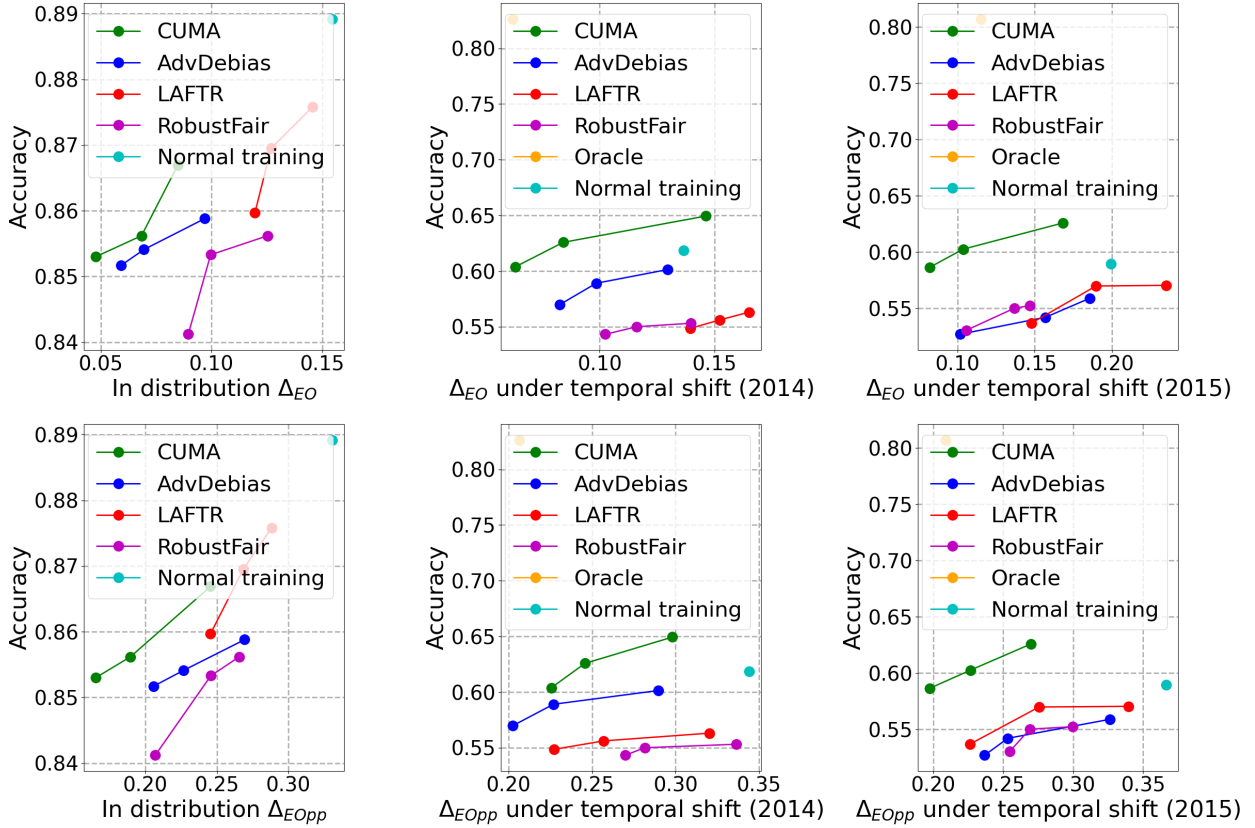 0.89
0.88
0.87
0.86
0.85
0.84
Accuracy
CUMA
AdvDebias
LAFTR
RobustFair
Normal training
0.05
0.10
0.15
In distribution Δ_EO
0.80
0.75
0.70
0.65
0.60
0.55
Accuracy
CUMA
AdvDebias
LAFTR
RobustFair
Oracle
Normal training
0.10
0.15
Δ_EO under temporal shift (2014)
0.80
0.75
0.70
0.65
0.60
0.55
Accuracy
CUMA
AdvDebias
LAFTR
RobustFair
Oracle
Normal training
0.10
0.15
0.20
Δ_EO under temporal shift (2015)
0.89
0.88
0.87
0.86
0.85
0.84
Accuracy
CUMA
AdvDebias
LAFTR
RobustFair
Normal training
0.20
0.25
0.30
In distribution Δ_EOpp
0.80
0.75
0.70
0.65
0.60
0.55
Accuracy
CUMA
AdvDebias
LAFTR
RobustFair
Oracle
Normal training
0.20
0.25
0.30
0.35
Δ_EOpp under temporal shift (2014)
0.80
0.75
0.70
0.65
0.60
0.55
Accuracy
CUMA
AdvDebias
LAFTR
RobustFair
Oracle
Normal training
0.20
0.25
0.30
0.35
Δ_EOpp under temporal shift (2015)